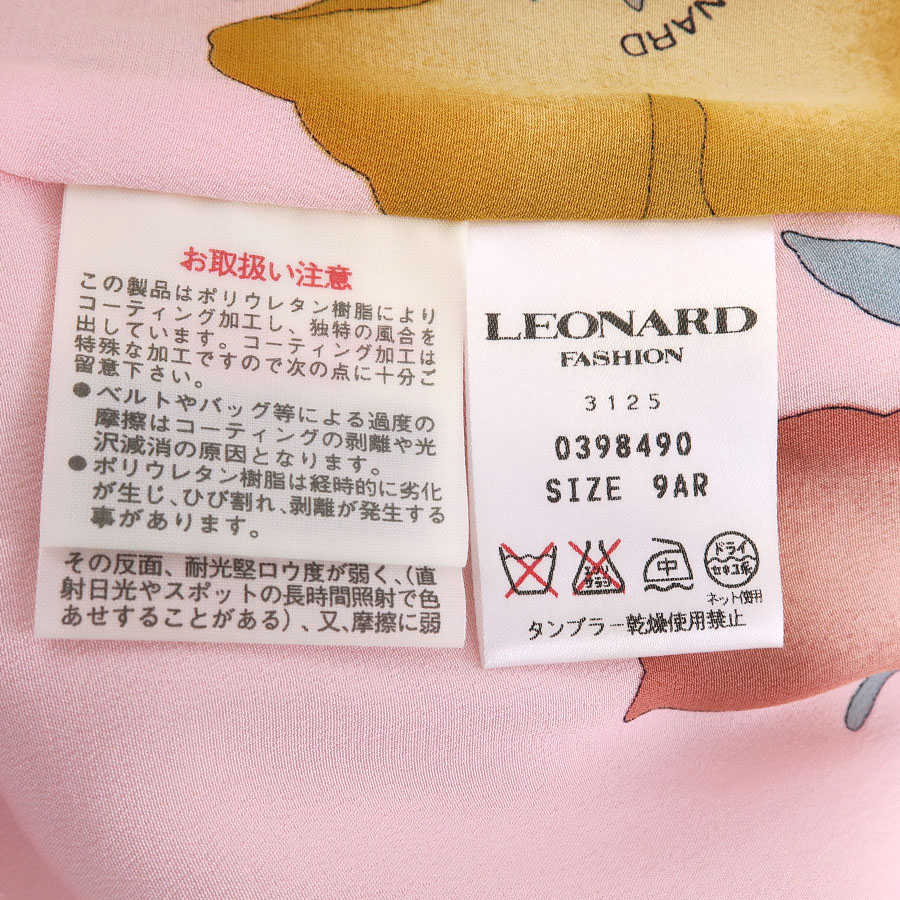 NARD
お取扱い注意
この製品はポリウレタン樹脂により
コーティング加工し、独特の風合を
出しています。コーティング加工は
特殊な加工ですので次の点に十分ご
留意下さい。
●ベルトやバッグ等による過度の
摩擦はコーティングの剥離や光
沢減消の原因となります。
●ポリウレタン樹脂は経時的に劣化
が生じ、ひび割れ、剥離が発生する
事があります。
その反面、耐光堅ロウ度が弱く、（直
射日光やスポットの長時間照射で色
あせすることがある）、又、摩擦に弱
LEONARD
FASHION
3125
0398490
SIZE 9AR
エンソ
サラシ
中
ドライ
セキユ系
ネット使用
タンブラー乾燥使用禁止